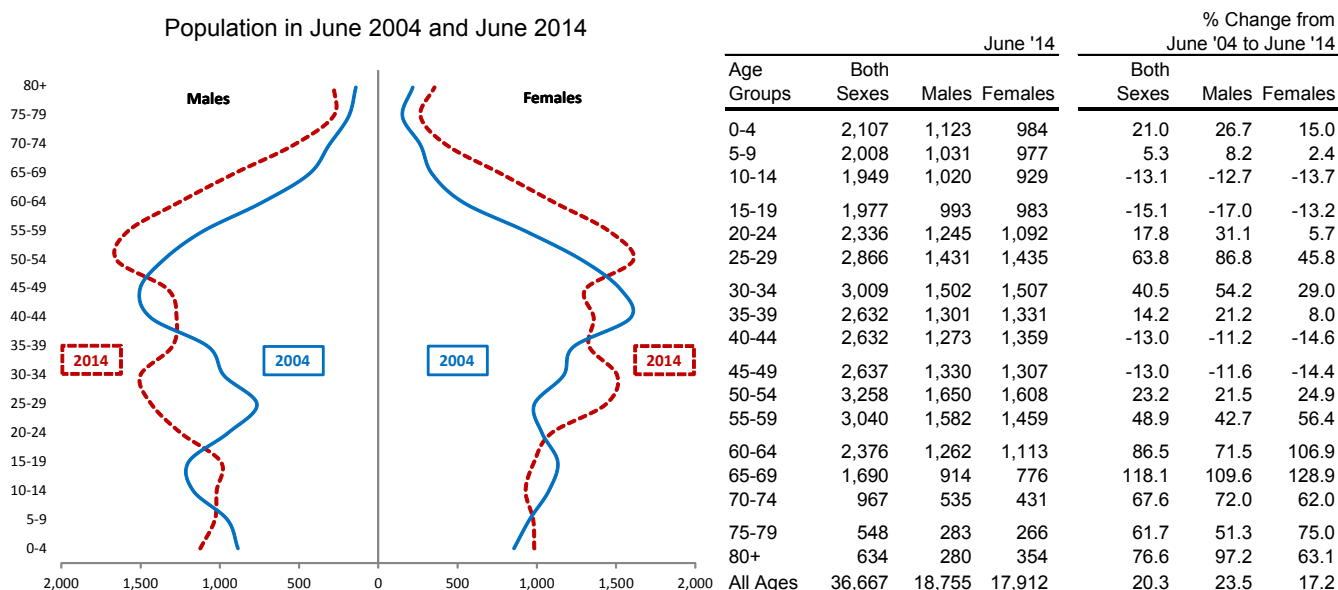 Population in June 2004 and June 2014
Males
Females
80+
75-79
70-74
65-69
60-64
55-59
50-54
45-49
40-44
35-39
30-34
25-29
20-24
15-19
10-14
5-9
0-4
2014
2004
2004
2014
2,000 1,500 1,000 500 0 500 1,000 1,500 2,000
% Change from
June '14 June '04 to June '14
Age Both Both
Groups Sexes Males Females Sexes Males Females
0-4 2,107 1,123 984 21.0 26.7 15.0
5-9 2,008 1,031 977 5.3 8.2 2.4
10-14 1,949 1,020 929 -13.1 -12.7 -13.7
15-19 1,977 993 983 -15.1 -17.0 -13.2
20-24 2,336 1,245 1,092 17.8 31.1 5.7
25-29 2,866 1,431 1,435 63.8 86.8 45.8
30-34 3,009 1,502 1,507 40.5 54.2 29.0
35-39 2,632 1,301 1,331 14.2 21.2 8.0
40-44 2,632 1,273 1,359 -13.0 -11.2 -14.6
45-49 2,637 1,330 1,307 -13.0 -11.6 -14.4
50-54 3,258 1,650 1,608 23.2 21.5 24.9
55-59 3,040 1,582 1,459 48.9 42.7 56.4
60-64 2,376 1,262 1,113 86.5 71.5 106.9
65-69 1,690 914 776 118.1 109.6 128.9
70-74 967 535 431 67.6 72.0 62.0
75-79 548 283 266 61.7 51.3 75.0
80+ 634 280 354 76.6 97.2 63.1
All Ages 36,667 18,755 17,912 20.3 23.5 17.2